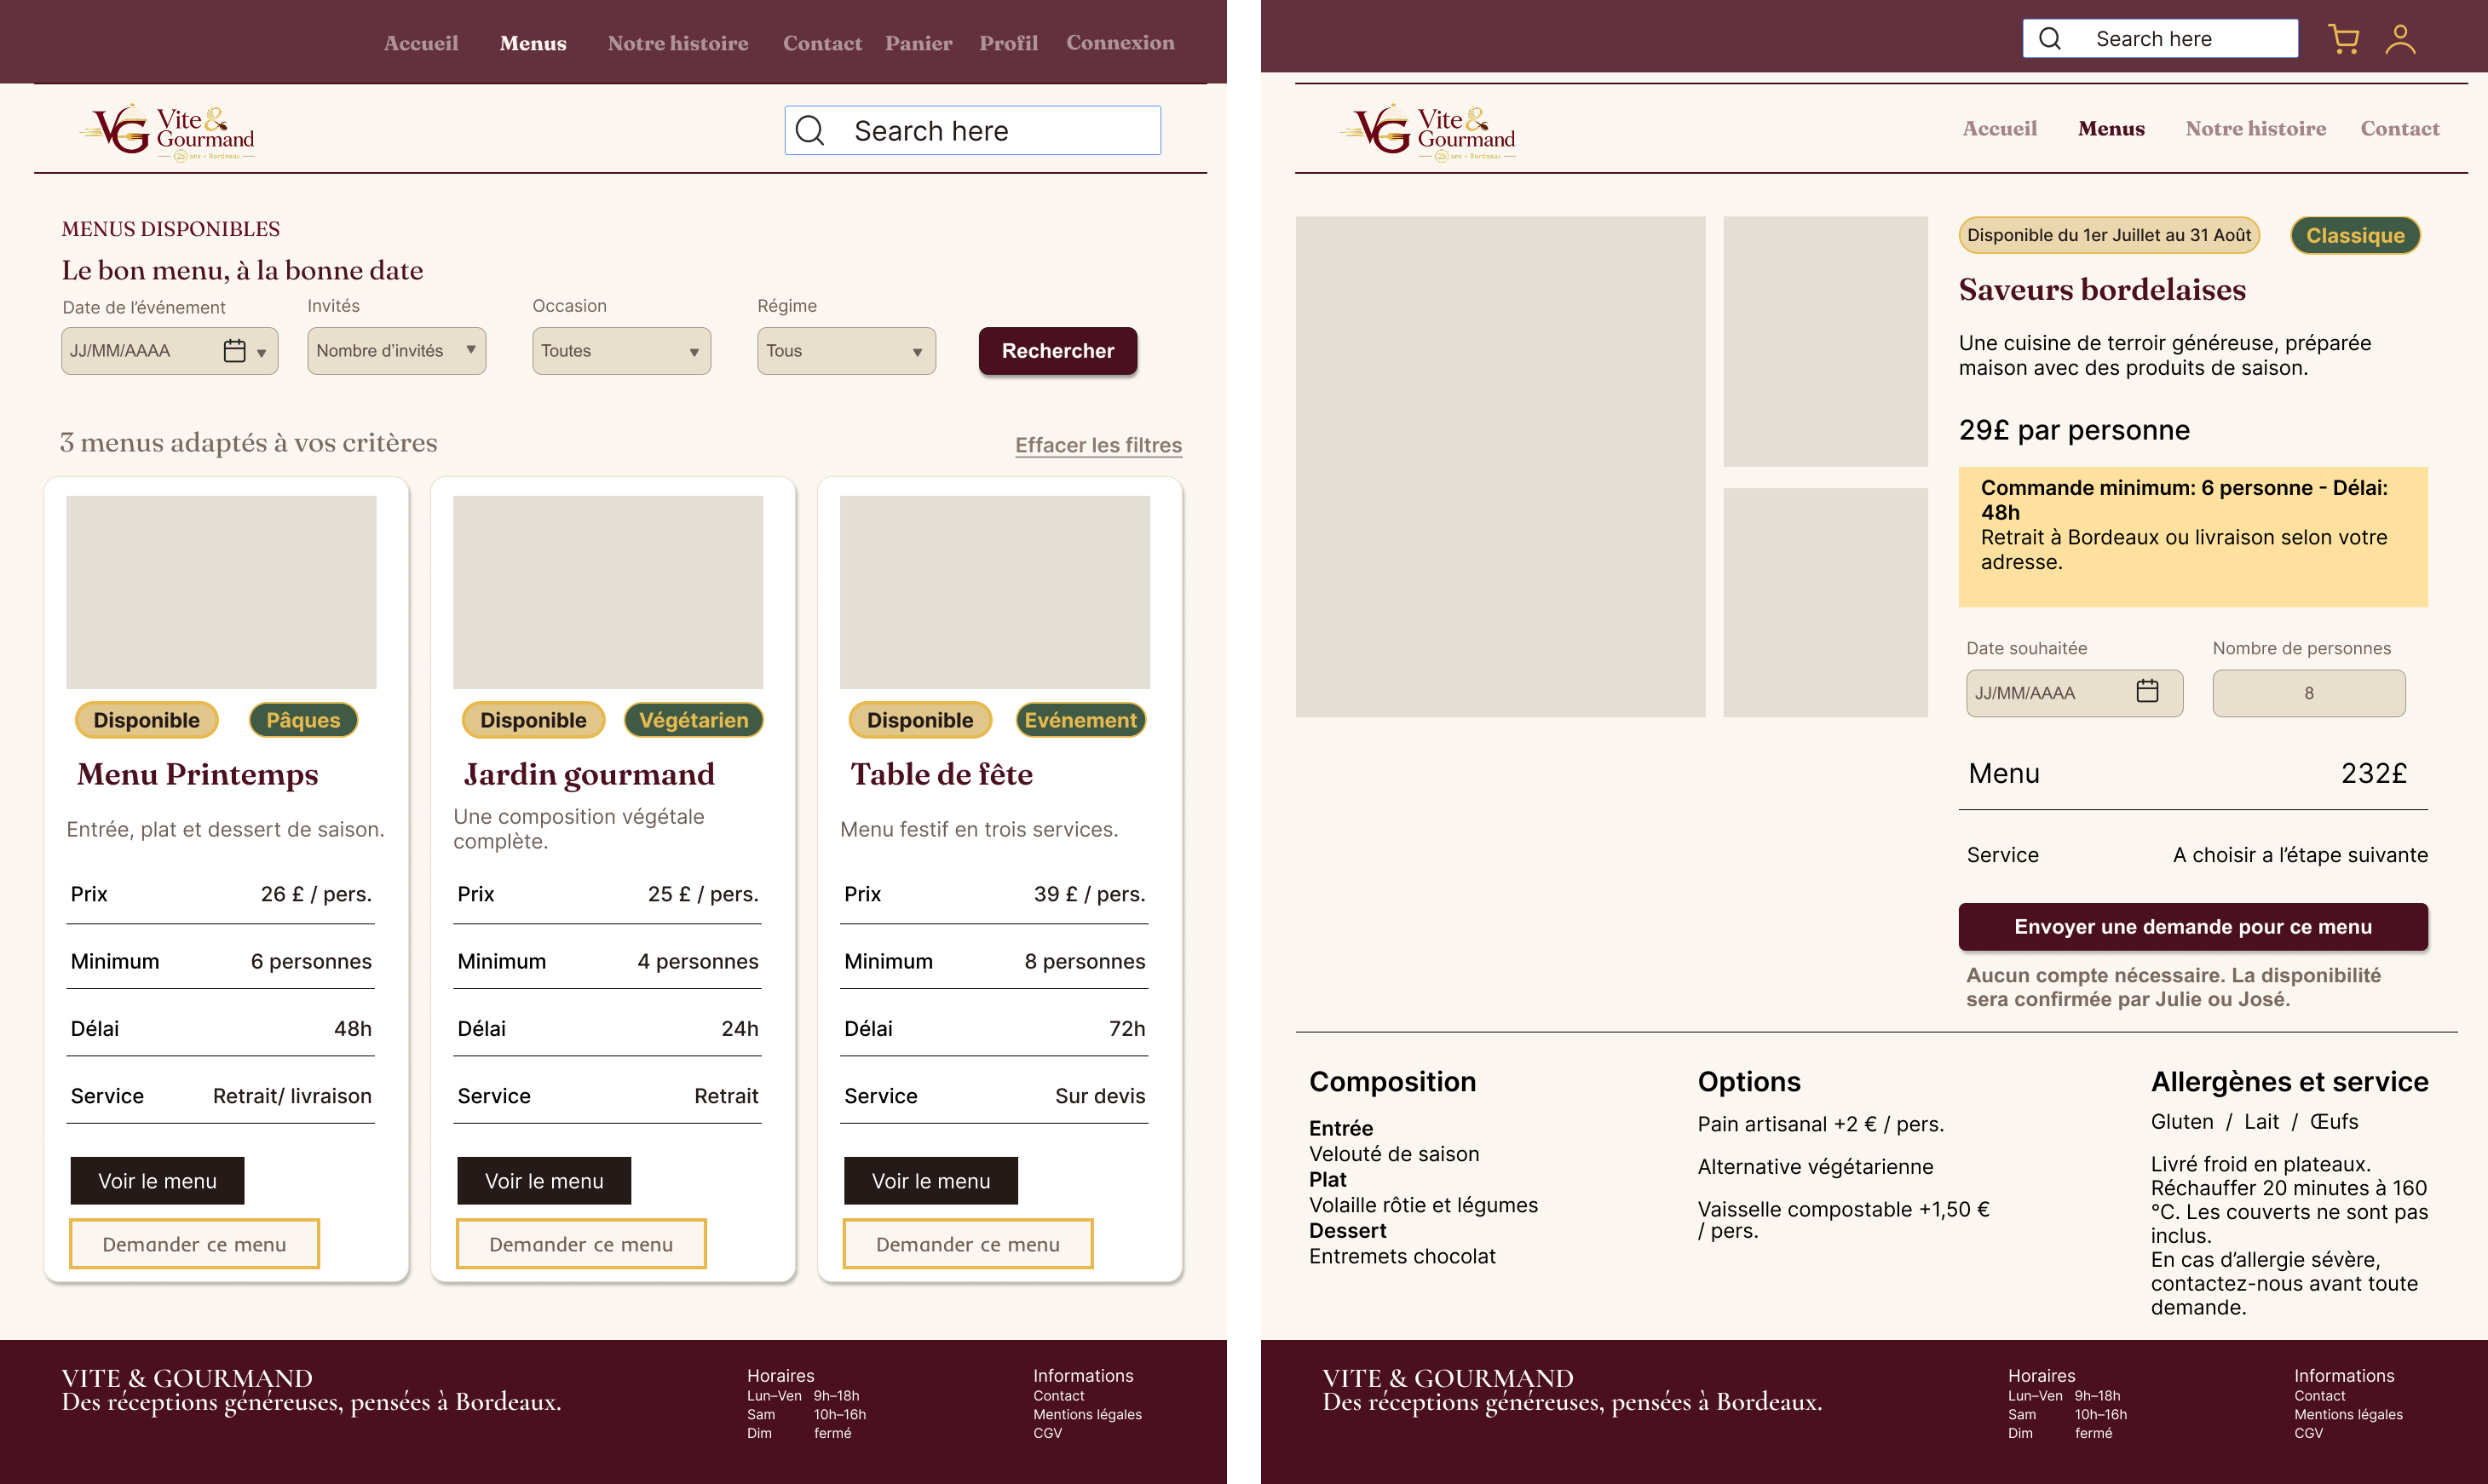 Accueil Menus Notre histoire Contact Panier Profil Connexion
VG Vite & Gourmand
25 ans • Bordeaux
Search here
MENUS DISPONIBLES
Le bon menu, à la bonne date
Date de l'événement Invités Occasion Régime
JJ/MM/AAAA Nombre d'invités Toutes Tous Rechercher
3 menus adaptés à vos critères Effacer les filtres
Disponible Pâques
Menu Printemps
Entrée, plat et dessert de saison.
Prix 26 £ / pers.
Minimum 6 personnes
Délai 48h
Service Retrait/ livraison
Voir le menu
Demander ce menu
Disponible Végétarien
Jardin gourmand
Une composition végétale
complète.
Prix 25 £ / pers.
Minimum 4 personnes
Délai 24h
Service Retrait
Voir le menu
Demander ce menu
Disponible Evénement
Table de fête
Menu festif en trois services.
Prix 39 £ / pers.
Minimum 8 personnes
Délai 72h
Service Sur devis
Voir le menu
Demander ce menu
VITE & GOURMAND
Des réceptions généreuses, pensées à Bordeaux.
Horaires
Lun–Ven 9h–18h
Sam 10h–16h
Dim fermé
Informations
Contact
Mentions légales
CGV
Search here
VG Vite & Gourmand
25 ans • Bordeaux
Accueil Menus Notre histoire Contact
Disponible du 1er Juillet au 31 Août Classique
Saveurs bordelaises
Une cuisine de terroir généreuse, préparée
maison avec des produits de saison.
29£ par personne
Commande minimum: 6 personne - Délai:
48h
Retrait à Bordeaux ou livraison selon votre
adresse.
Date souhaitée Nombre de personnes
JJ/MM/AAAA 8
Menu 232£
Service A choisir a l'étape suivante
Envoyer une demande pour ce menu
Aucun compte nécessaire. La disponibilité
sera confirmée par Julie ou José.
Composition
Entrée
Velouté de saison
Plat
Volaille rôtie et légumes
Dessert
Entremets chocolat
Options
Pain artisanal +2 € / pers.
Alternative végétarienne
Vaisselle compostable +1,50 €
/ pers.
Allergènes et service
Gluten / Lait / Œufs
Livré froid en plateaux.
Réchauffer 20 minutes à 160
°C. Les couverts ne sont pas
inclus.
En cas d'allergie sévère,
contactez-nous avant toute
demande.
VITE & GOURMAND
Des réceptions généreuses, pensées à Bordeaux.
Horaires
Lun–Ven 9h–18h
Sam 10h–16h
Dim fermé
Informations
Contact
Mentions légales
CGV